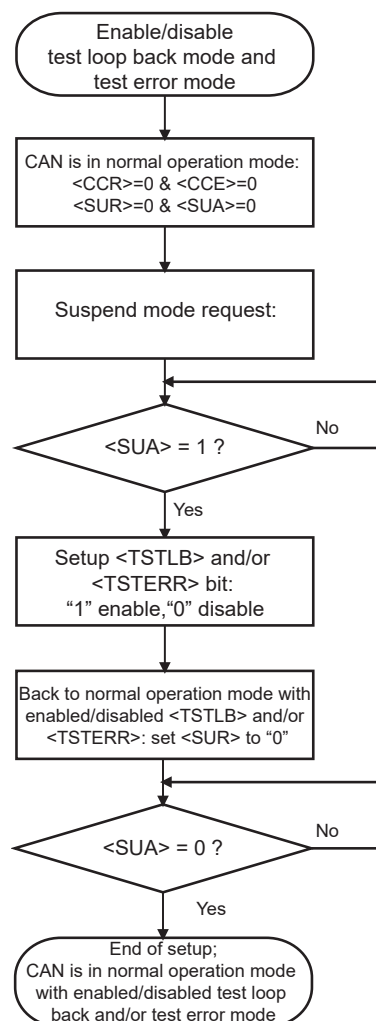 Enable/disable
test loop back mode and
test error mode
CAN is in normal operation mode:
<CCR>=0 & <CCE>=0
<SUR>=0 & <SUA>=0
Suspend mode request:
<SUA> = 1 ?
No
Yes
Setup <TSTLB> and/or
<TSTERR> bit:
“1” enable,“0” disable
Back to normal operation mode with
enabled/disabled <TSTLB> and/or
<TSTERR>: set <SUR> to “0”
<SUA> = 0 ?
No
Yes
End of setup;
CAN is in normal operation mode
with enabled/disabled test loop
back and/or test error mode